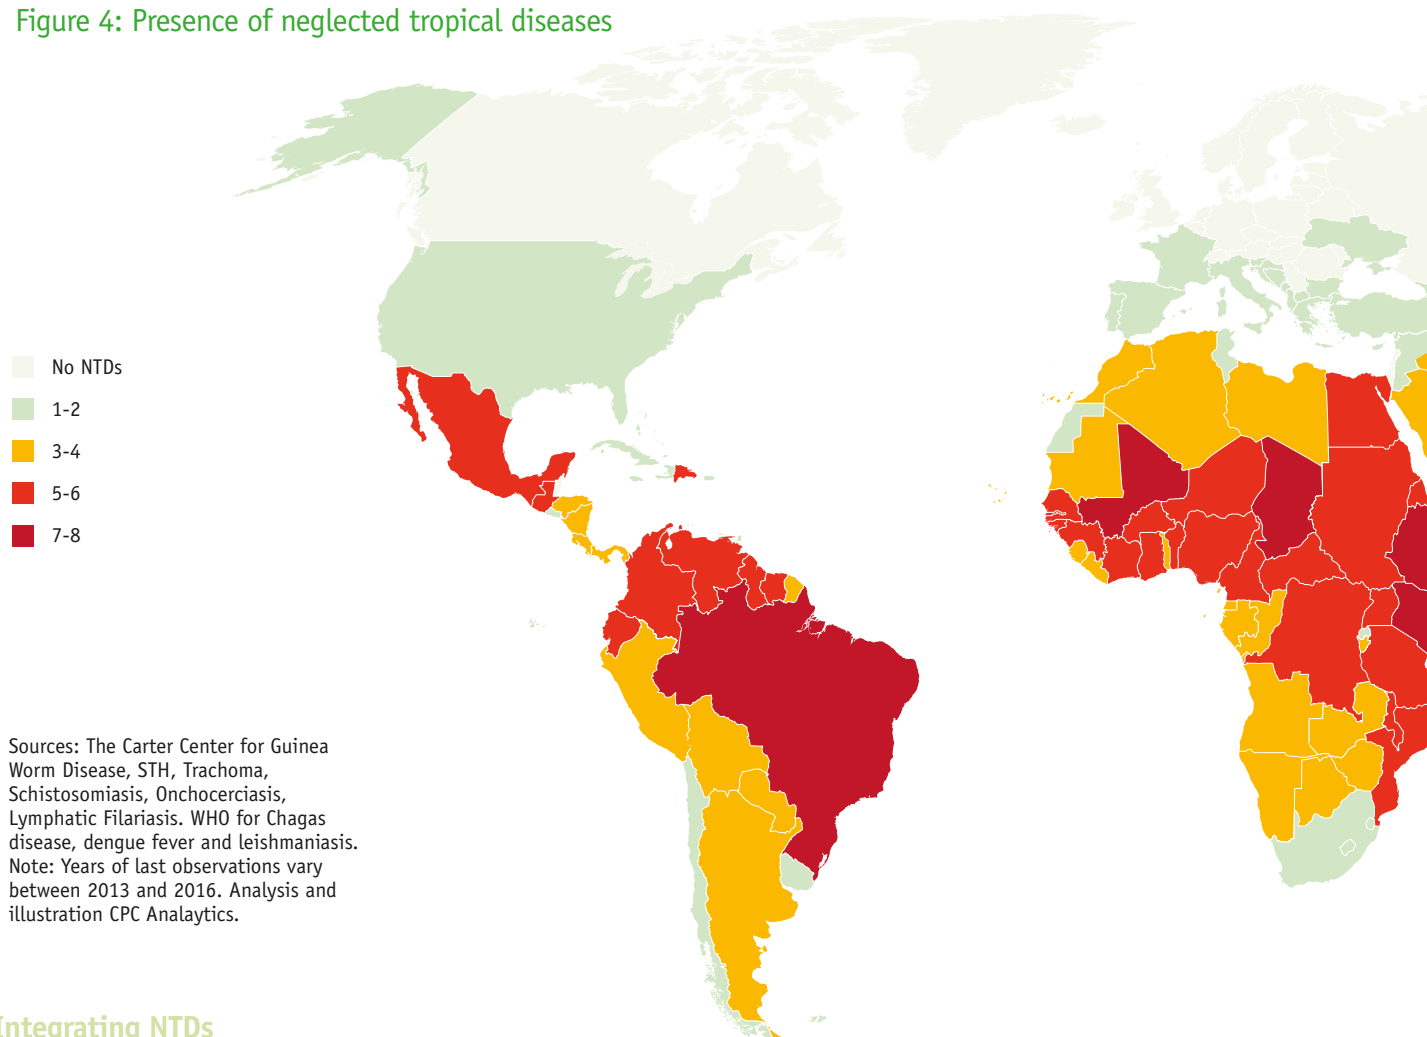 Figure 4: Presence of neglected tropical diseases
No NTDs
1-2
3-4
5-6
7-8
Sources: The Carter Center for Guinea
Worm Disease, STH, Trachoma,
Schistosomiasis, Onchocerciasis,
Lymphatic Filariasis. WHO for Chagas
disease, dengue fever and leishmaniasis.
Note: Years of last observations vary
between 2013 and 2016. Analysis and
illustration CPC Analaytics.
Integrating NTDs